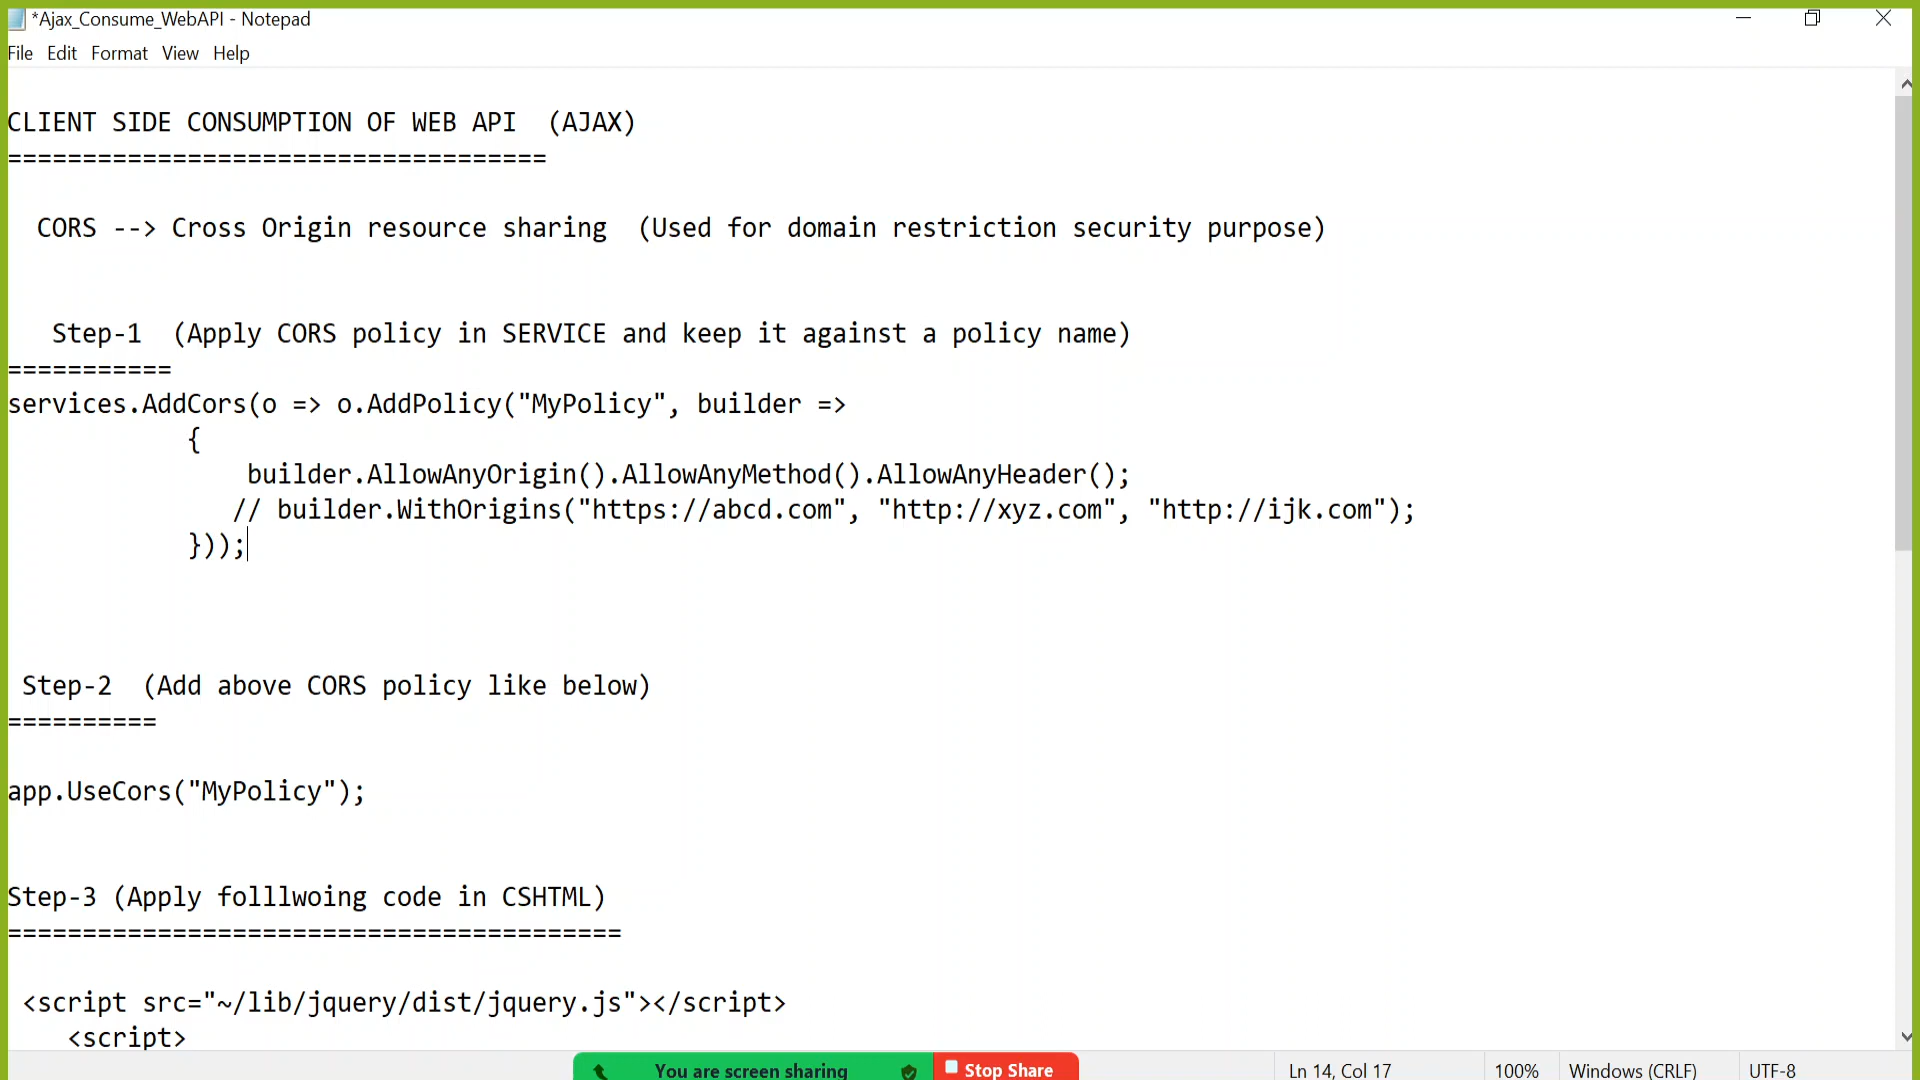 *Ajax_Consume_WebAPI - Notepad
File Edit Format View Help
CLIENT SIDE CONSUMPTION OF WEB API  (AJAX)
====================================
CORS --> Cross Origin resource sharing  (Used for domain restriction security purpose)
Step-1  (Apply CORS policy in SERVICE and keep it against a policy name)
===========
services.AddCors(o => o.AddPolicy("MyPolicy", builder =>
{
builder.AllowAnyOrigin().AllowAnyMethod().AllowAnyHeader();
// builder.WithOrigins("https://abcd.com", "http://xyz.com", "http://ijk.com");
}));
Step-2  (Add above CORS policy like below)
==========
app.UseCors("MyPolicy");
Step-3 (Apply folllwoing code in CSHTML)
=========================================
<script src="~/lib/jquery/dist/jquery.js"></script>
<script>
You are screen sharing Stop Share Ln 14, Col 17 100% Windows (CRLF) UTF-8